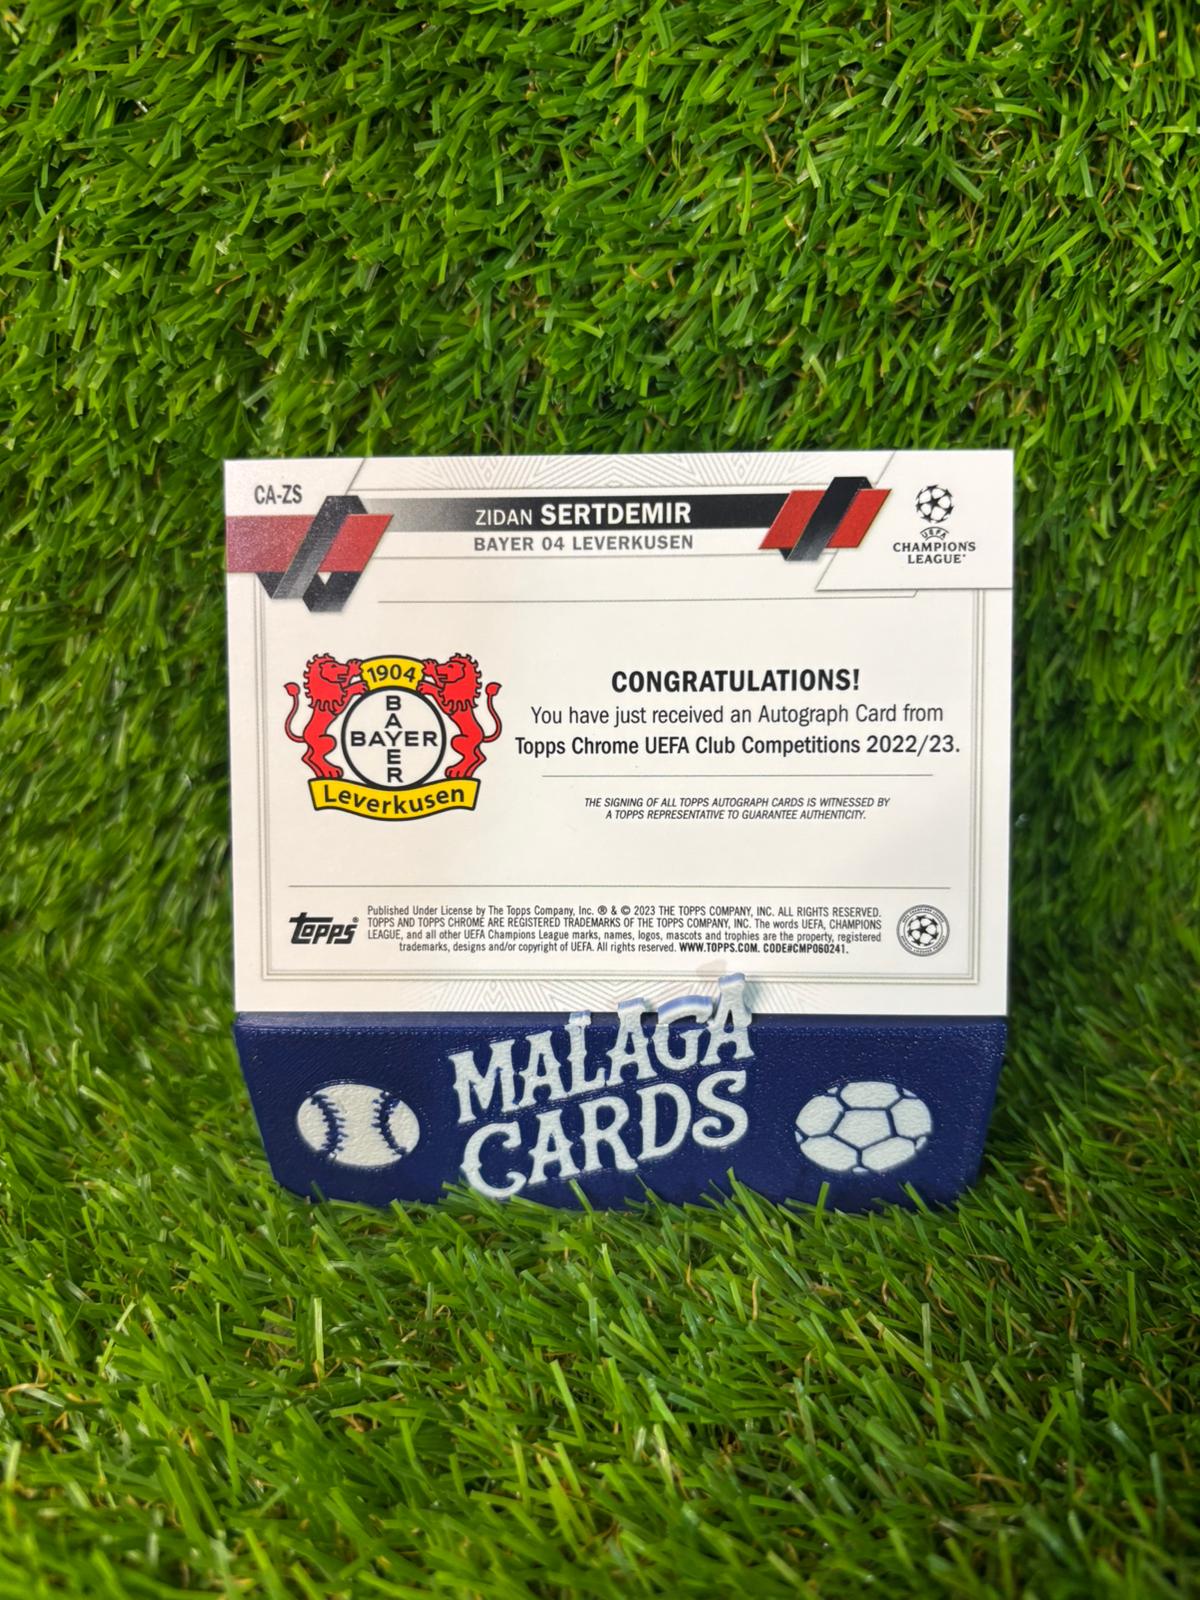 CA-ZS
ZIDAN SERTDEMIR
BAYER 04 LEVERKUSEN
UEFA
CHAMPIONS
LEAGUE®
1904
BAYER
BAYER
Leverkusen
CONGRATULATIONS!
You have just received an Autograph Card from
Topps Chrome UEFA Club Competitions 2022/23.
THE SIGNING OF ALL TOPPS AUTOGRAPH CARDS IS WITNESSED BY
A TOPPS REPRESENTATIVE TO GUARANTEE AUTHENTICITY.
topps®
Published Under License by The Topps Company, Inc. ® & © 2023 THE TOPPS COMPANY, INC. ALL RIGHTS RESERVED.
TOPPS AND TOPPS CHROME ARE REGISTERED TRADEMARKS OF THE TOPPS COMPANY, INC. The words UEFA, CHAMPIONS
LEAGUE, and all other UEFA Champions League marks, names, logos, mascots and trophies are the property, registered
trademarks, designs and/or copyright of UEFA. All rights reserved. WWW.TOPPS.COM. CODE#CMP060241.
MALAGA
CARDS